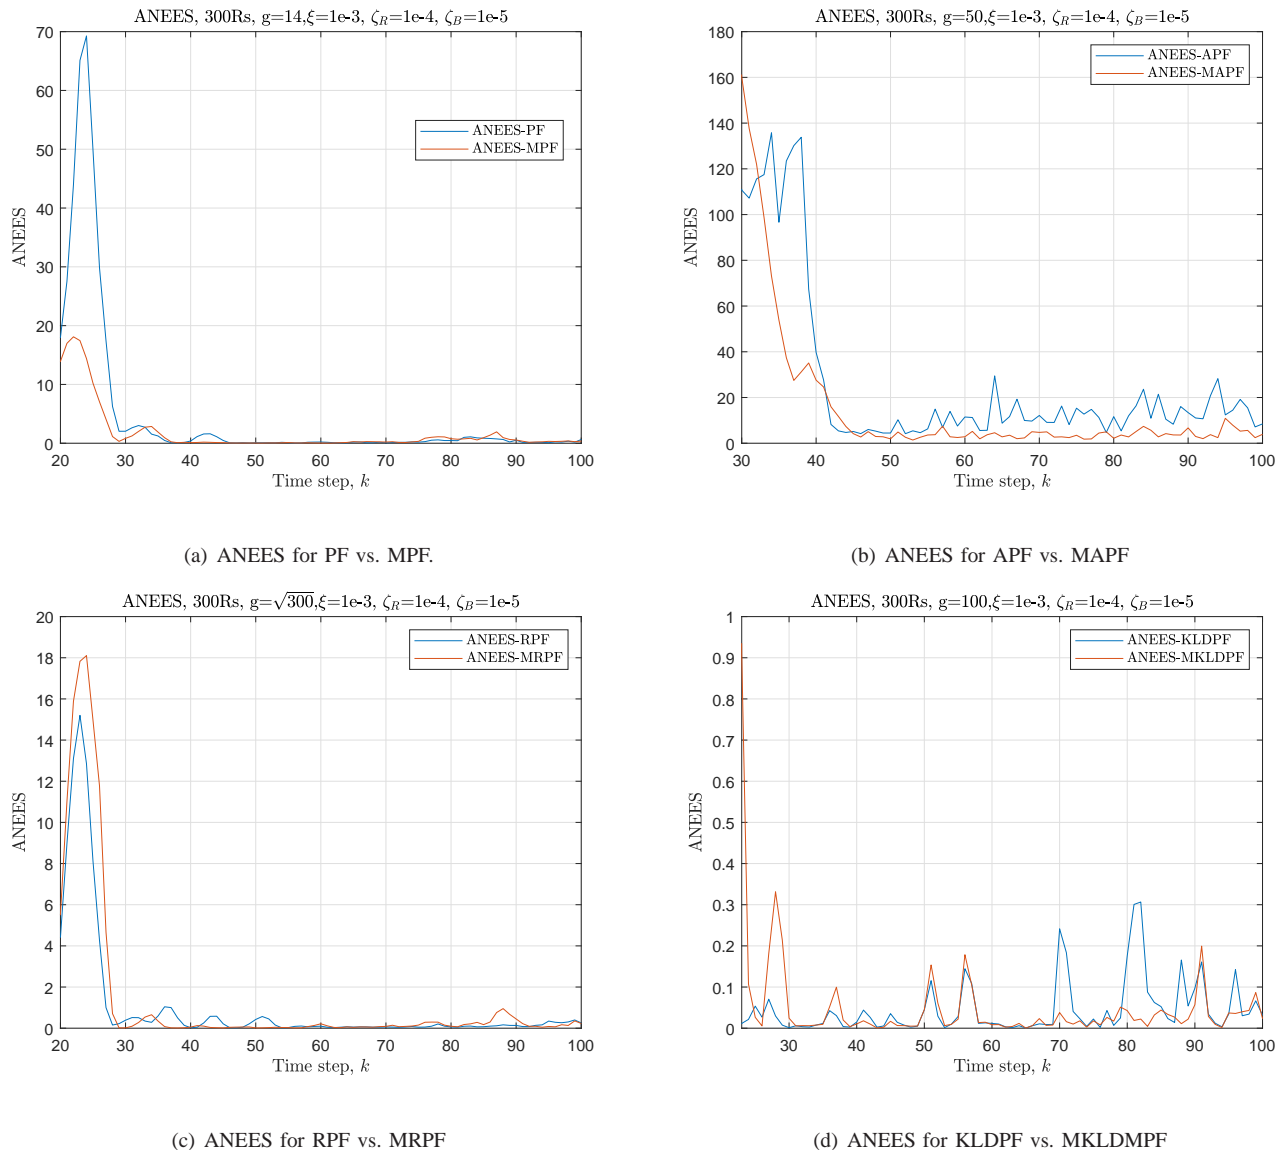 ANEES, 300Rs, g=14,ξ=1e-3, ζ_R=1e-4, ζ_B=1e-5
70
60
50
40
30
20
10
0
ANEES
ANEES-PF
ANEES-MPF
20 30 40 50 60 70 80 90 100
Time step, k
(a) ANEES for PF vs. MPF.
ANEES, 300Rs, g=50,ξ=1e-3, ζ_R=1e-4, ζ_B=1e-5
180
160
140
120
100
80
60
40
20
0
ANEES
ANEES-APF
ANEES-MAPF
30 40 50 60 70 80 90 100
Time step, k
(b) ANEES for APF vs. MAPF
ANEES, 300Rs, g=√300,ξ=1e-3, ζ_R=1e-4, ζ_B=1e-5
20
18
16
14
12
10
8
6
4
2
0
ANEES
ANEES-RPF
ANEES-MRPF
20 30 40 50 60 70 80 90 100
Time step, k
(c) ANEES for RPF vs. MRPF
ANEES, 300Rs, g=100,ξ=1e-3, ζ_R=1e-4, ζ_B=1e-5
1
0.9
0.8
0.7
0.6
0.5
0.4
0.3
0.2
0.1
0
ANEES
ANEES-KLDPF
ANEES-MKLDPF
30 40 50 60 70 80 90 100
Time step, k
(d) ANEES for KLDPF vs. MKLDMPF